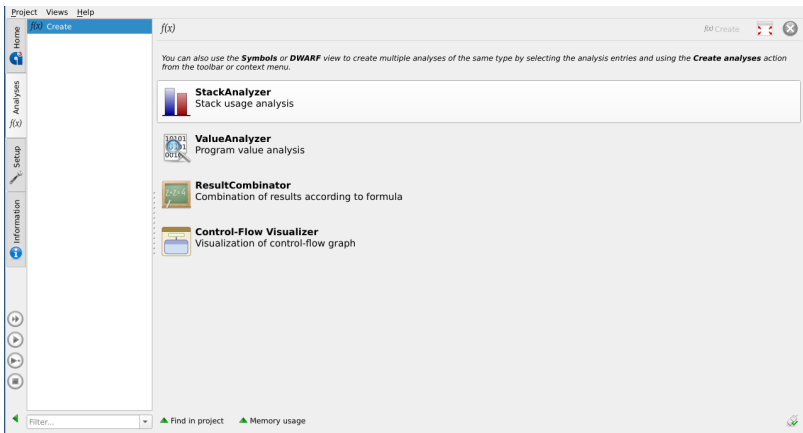 Project Views Help
Home
Analyses
f(x)
Setup
Information
f(x) Create
f(x)
f(x) Create
You can also use the Symbols or DWARF view to create multiple analyses of the same type by selecting the analysis entries and using the Create analyses action
from the toolbar or context menu.
StackAnalyzer
Stack usage analysis
ValueAnalyzer
Program value analysis
ResultCombinator
Combination of results according to formula
Control-Flow Visualizer
Visualization of control-flow graph
Filter...
Find in project
Memory usage